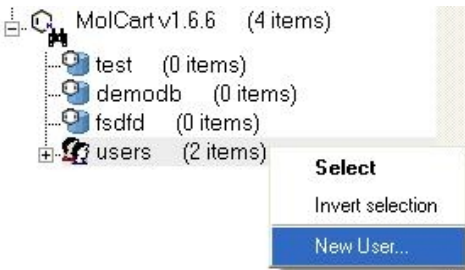 MolCart v1.6.6 (4 items)
test (0 items)
demodb (0 items)
fsdfd (0 items)
users (2 items)
Select
Invert selection
New User...